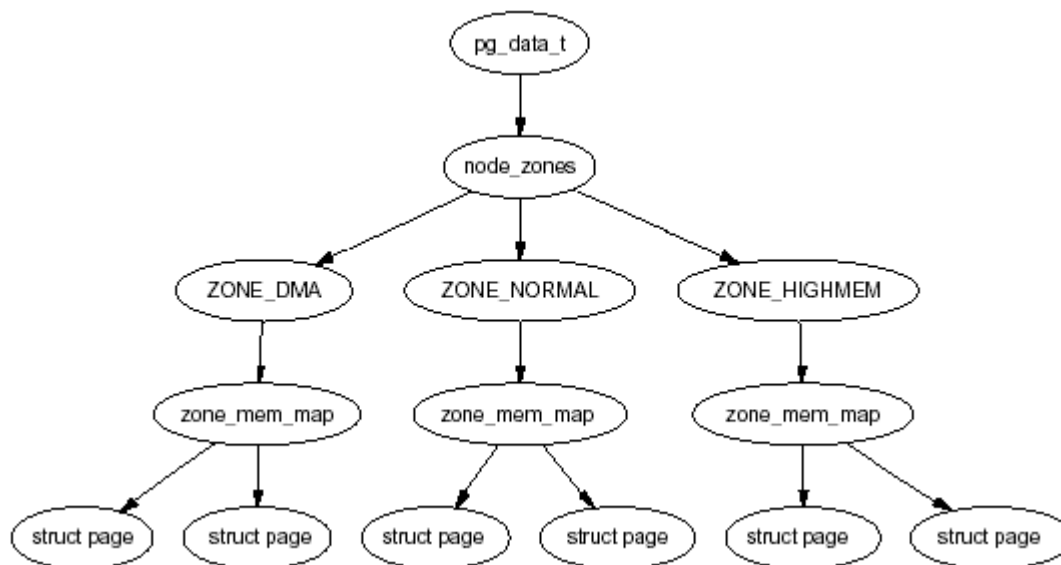 pg_data_t
node_zones
ZONE_DMA ZONE_NORMAL ZONE_HIGHMEM
zone_mem_map zone_mem_map zone_mem_map
struct page struct page struct page struct page struct page struct page